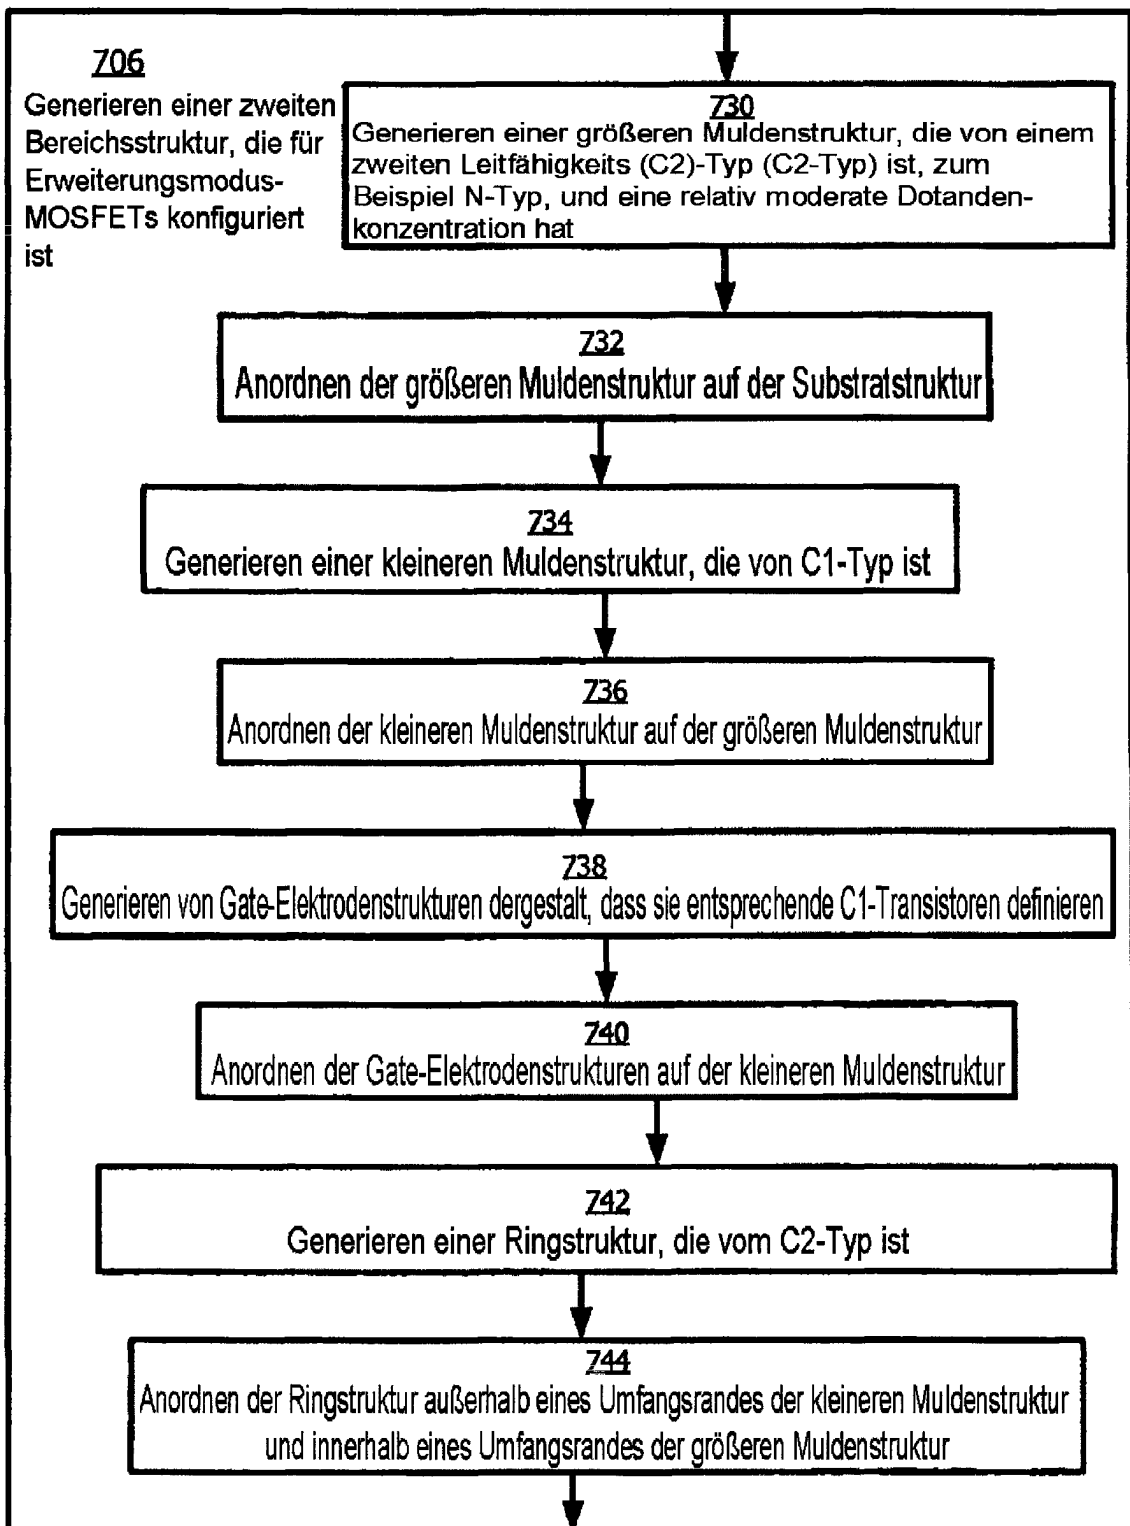 706
Generieren einer zweiten
Bereichsstruktur, die für
Erweiterungsmodus-
MOSFETs konfiguriert
ist
730
Generieren einer größeren Muldenstruktur, die von einem
zweiten Leitfähigkeits (C2)-Typ (C2-Typ) ist, zum
Beispiel N-Typ, und eine relativ moderate Dotanden-
konzentration hat
732
Anordnen der größeren Muldenstruktur auf der Substratstruktur
734
Generieren einer kleineren Muldenstruktur, die von C1-Typ ist
736
Anordnen der kleineren Muldenstruktur auf der größeren Muldenstruktur
738
Generieren von Gate-Elektrodenstrukturen dergestalt, dass sie entsprechende C1-Transistoren definieren
740
Anordnen der Gate-Elektrodenstrukturen auf der kleineren Muldenstruktur
742
Generieren einer Ringstruktur, die vom C2-Typ ist
744
Anordnen der Ringstruktur außerhalb eines Umfangsrandes der kleineren Muldenstruktur
und innerhalb eines Umfangsrandes der größeren Muldenstruktur